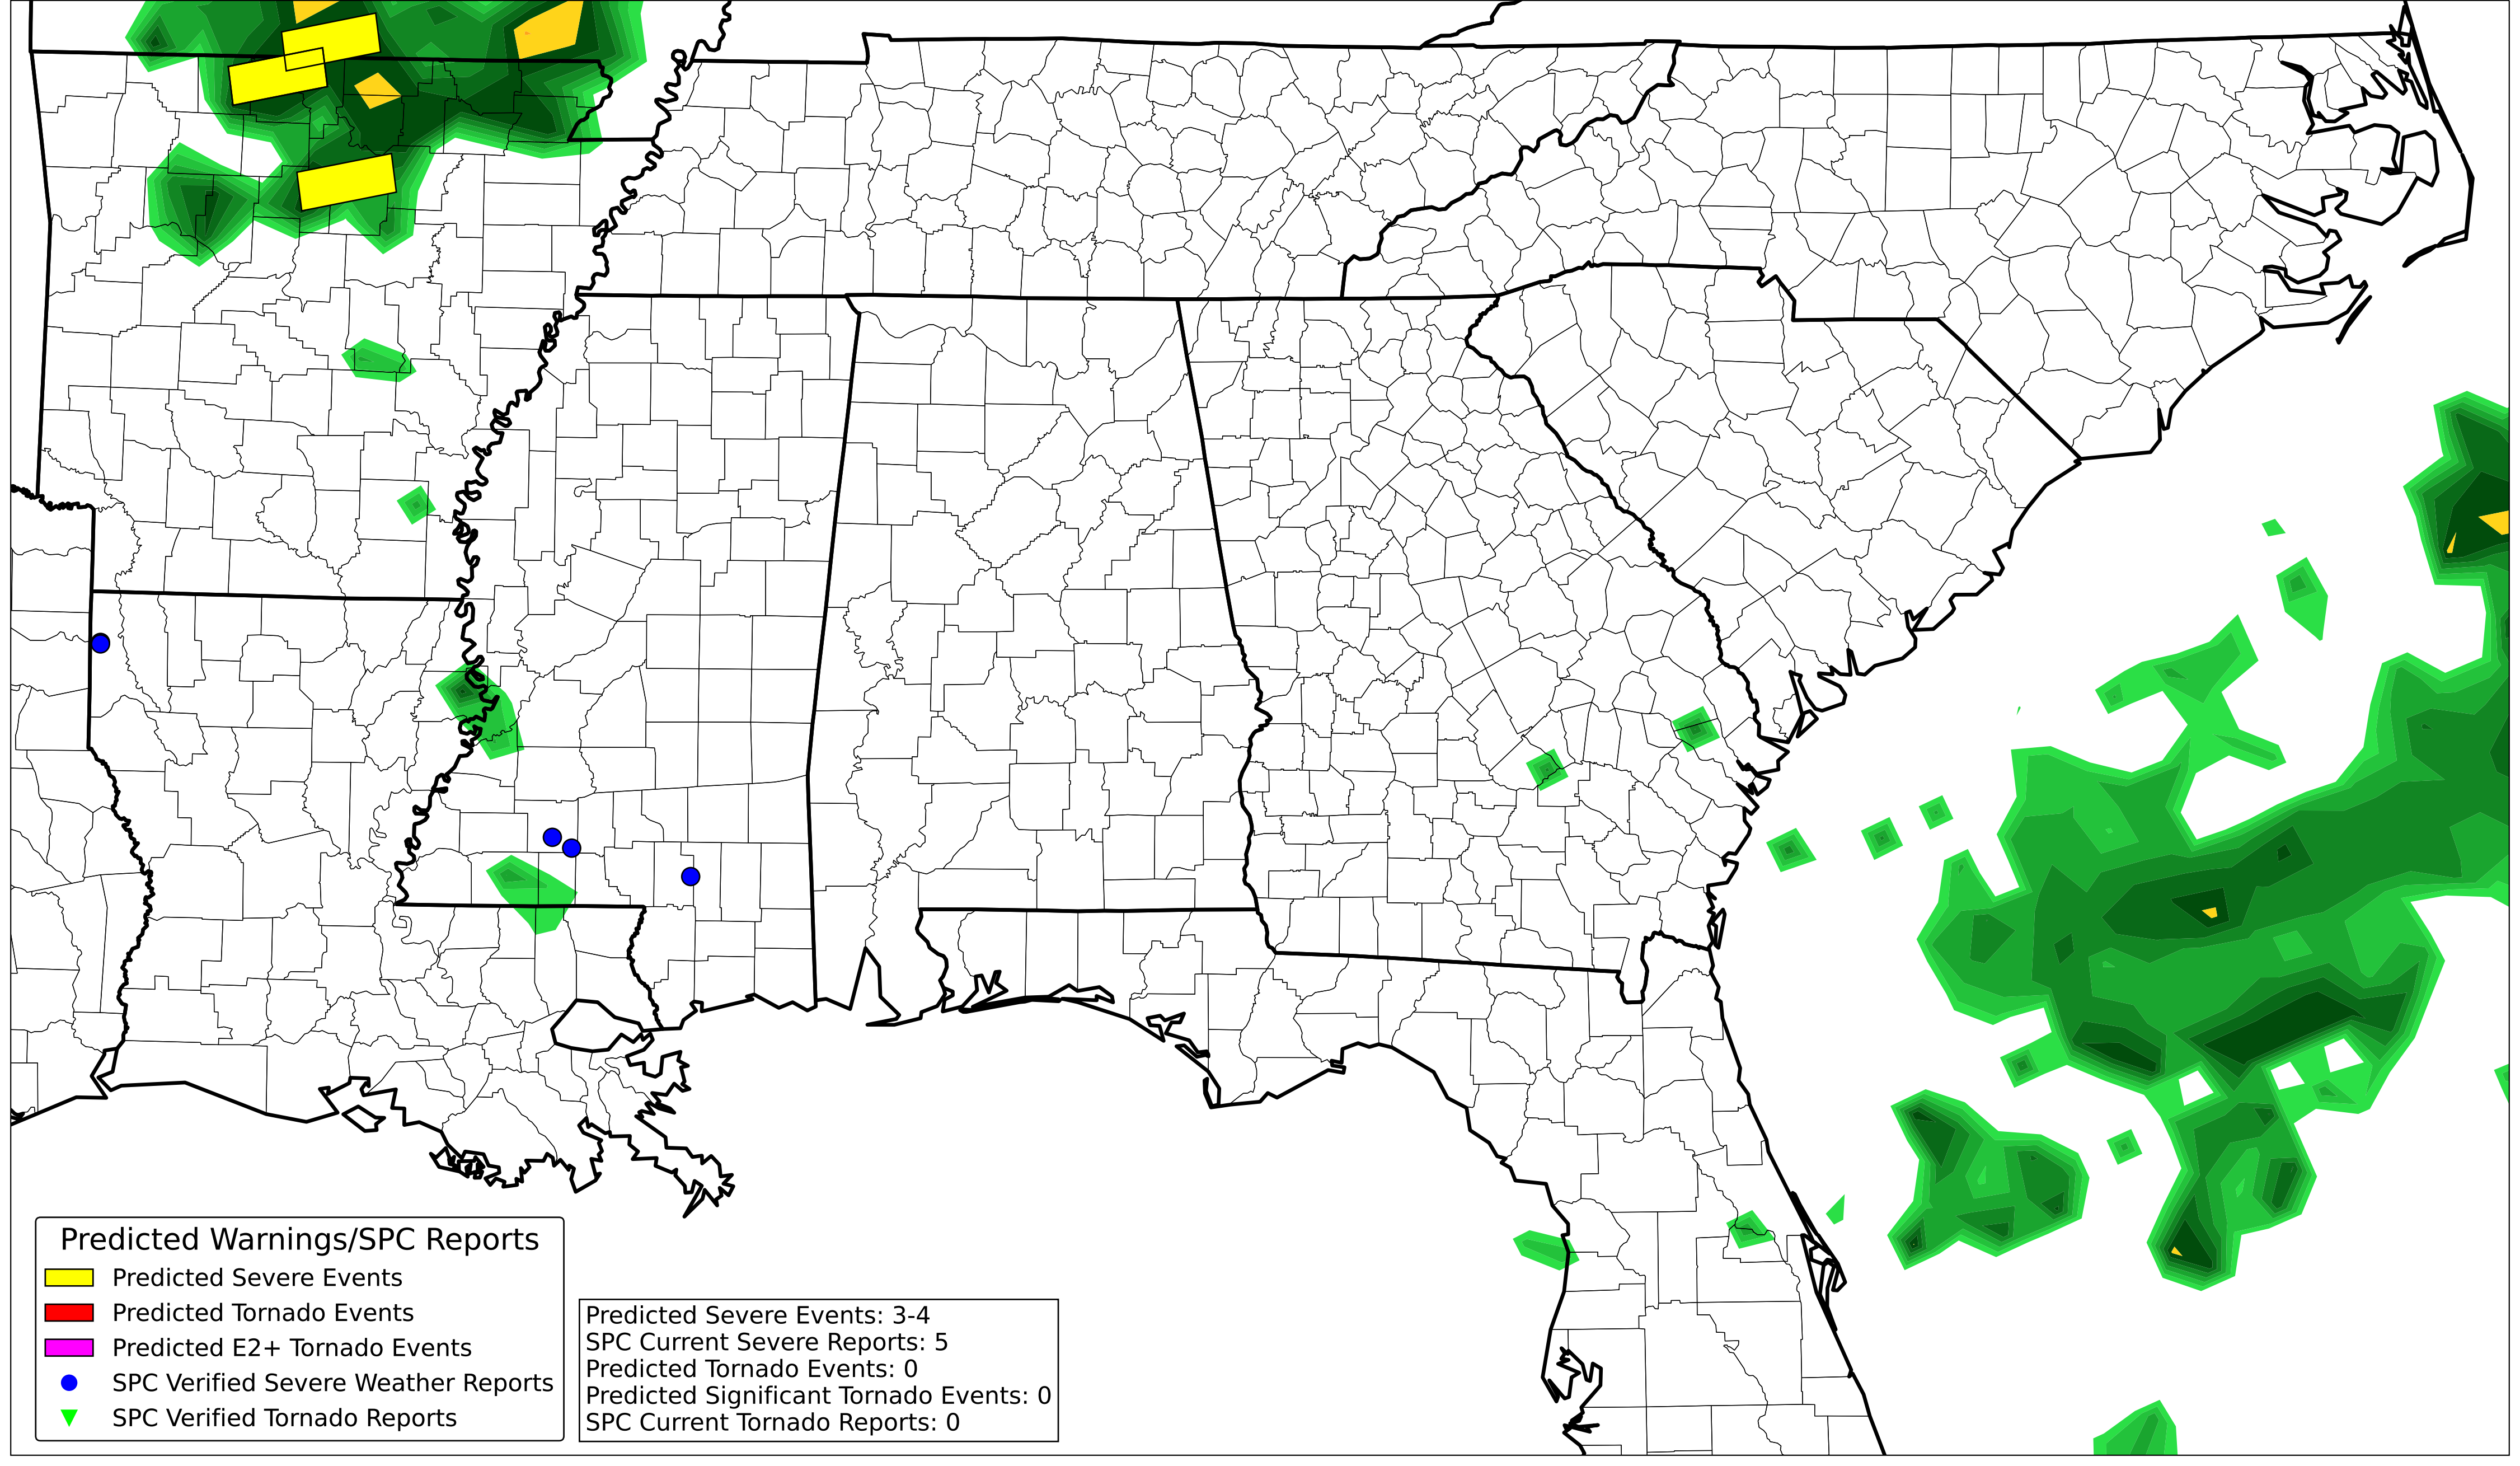 Predicted Warnings/SPC Reports
Predicted Severe Events
Predicted Tornado Events
Predicted E2+ Tornado Events
SPC Verified Severe Weather Reports
SPC Verified Tornado Reports
Predicted Severe Events: 3-4
SPC Current Severe Reports: 5
Predicted Tornado Events: 0
Predicted Significant Tornado Events: 0
SPC Current Tornado Reports: 0